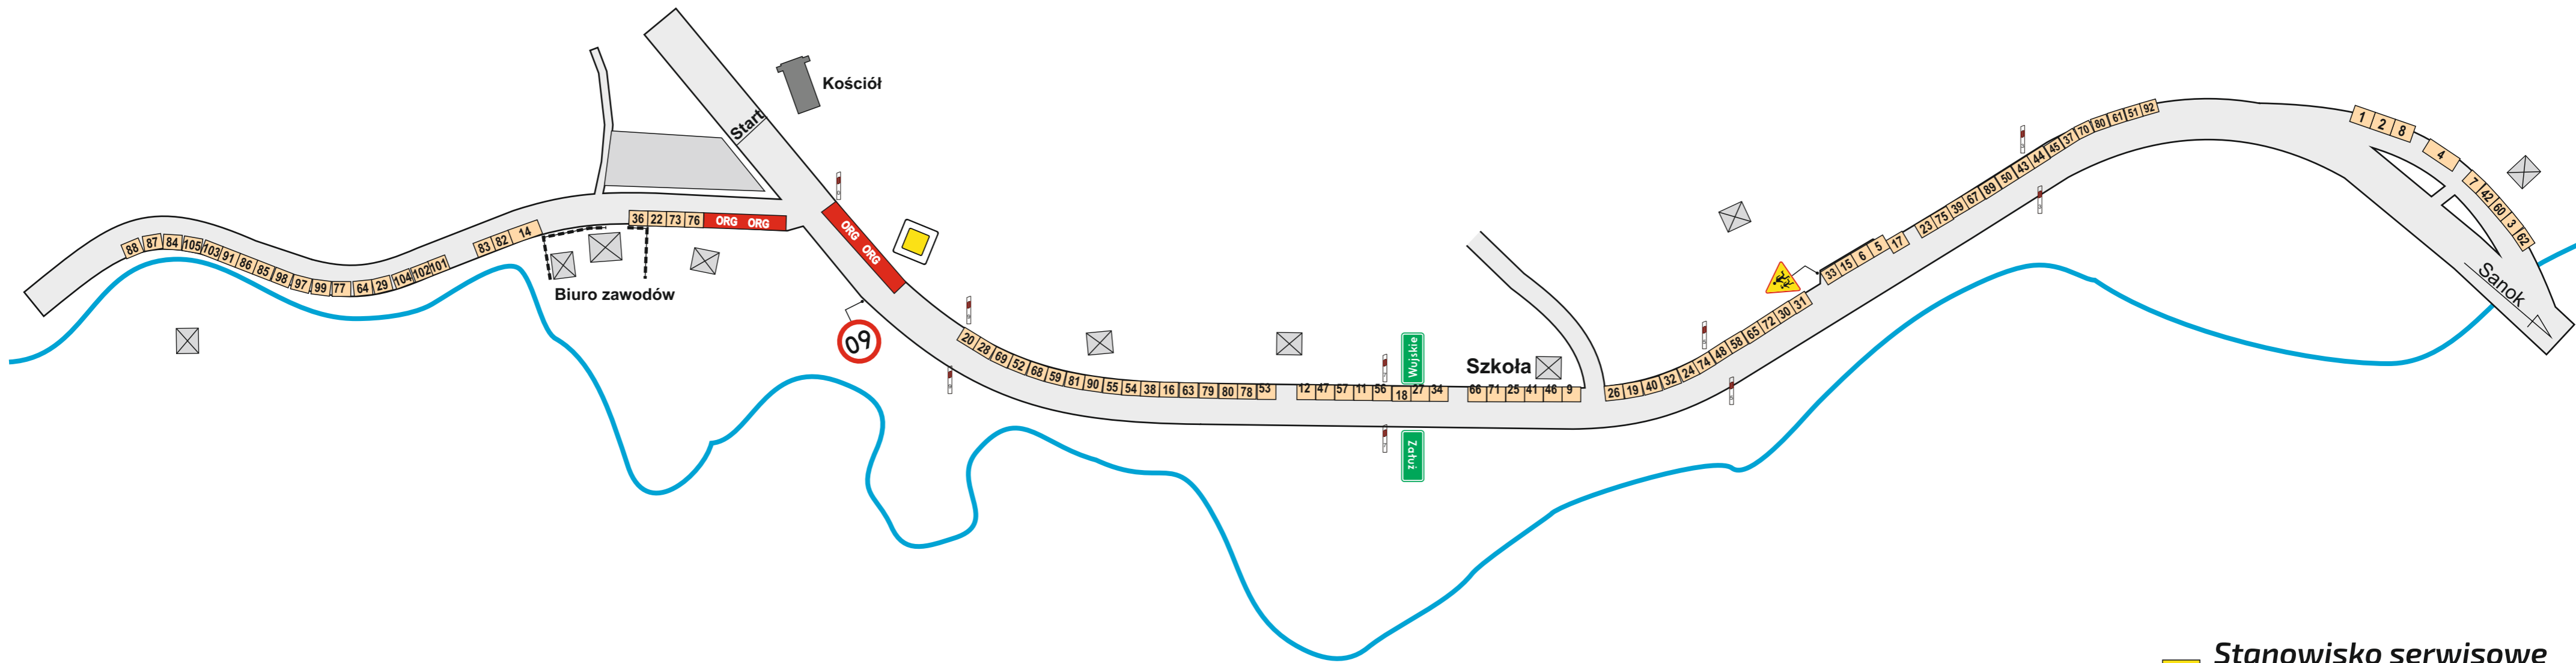 Kościół
Start
ORG ORG
ORG ORG
88 87 84 105 103 91 86 85 98 97 99 77 64 29 104 102 101
83 82 14
36 22 73 76
Biuro zawodów
60
20 28 69 52 68 59 81 90 55 54 38 16 63 79 80 78 53
12 47 57 11 56 18 27 34
Wujskie
Załuż
Szkoła
66 71 25 41 46 9
26 19 40 32 24 74 48 58 65 72 30 31
33 15 6 5 17
23 75 39 67 89 50 43 44 45 37 70 80 61 51 92
1 2 8
4
7 42 60 3 62
Sanok
Stanowisko serwisowe